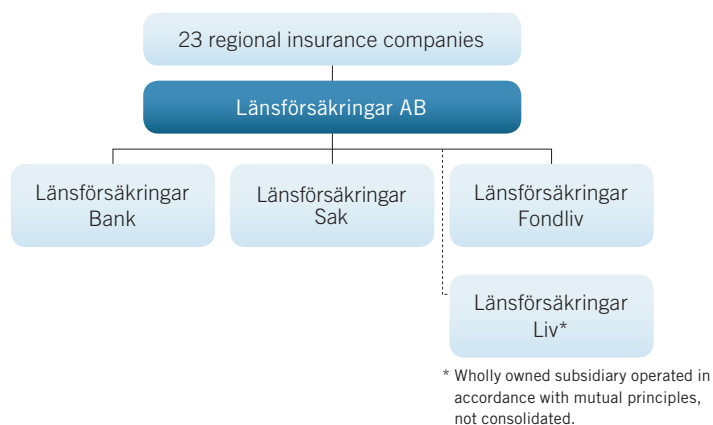 23 regional insurance companies
Länsförsäkringar AB
Länsförsäkringar
Bank
Länsförsäkringar
Sak
Länsförsäkringar
Fondliv
Länsförsäkringar
Liv*
* Wholly owned subsidiary operated in
accordance with mutual principles,
not consolidated.